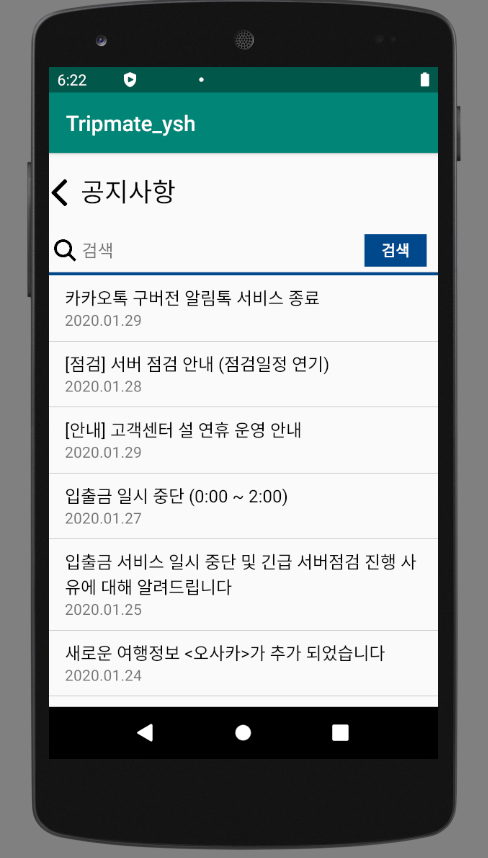 6:22
Tripmate_ysh
공지사항
검색
검색
카카오톡 구버전 알림톡 서비스 종료
2020.01.29
[점검] 서버 점검 안내 (점검일정 연기)
2020.01.28
[안내] 고객센터 설 연휴 운영 안내
2020.01.29
입출금 일시 중단 (0:00 ~ 2:00)
2020.01.27
입출금 서비스 일시 중단 및 긴급 서버점검 진행 사
유에 대해 알려드립니다
2020.01.25
새로운 여행정보 <오사카>가 추가 되었습니다
2020.01.24